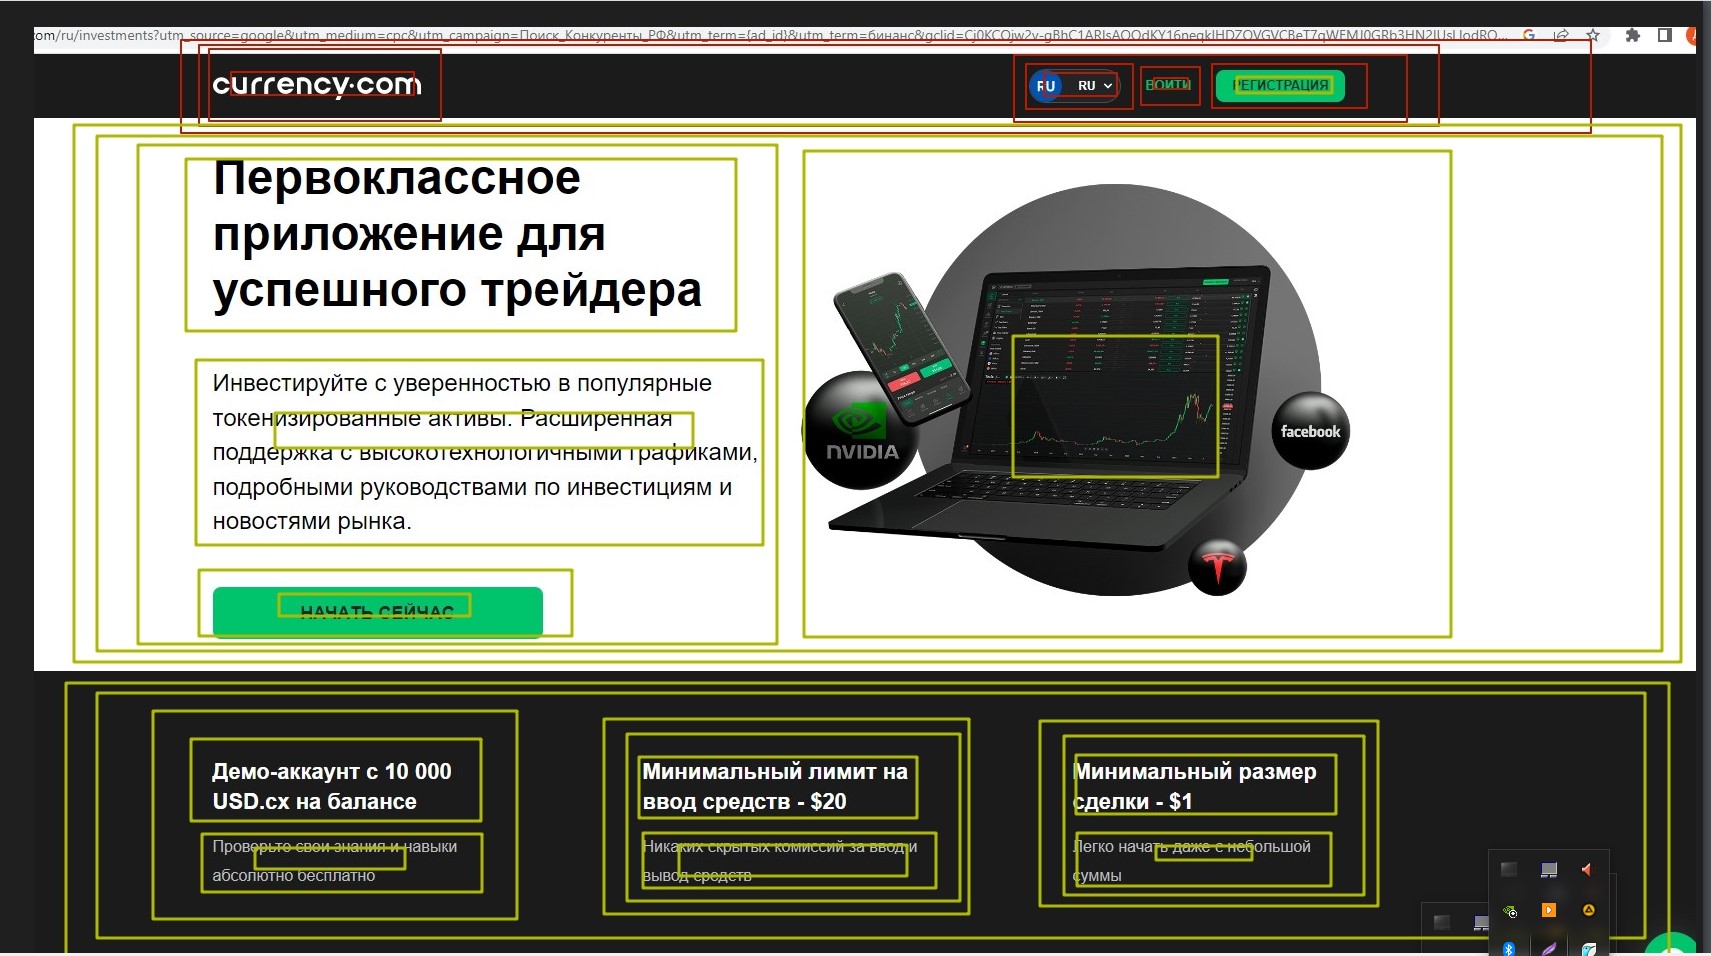 com/ru/investments?utm_source=google&utm_medium=cpc&utm_campaign=Поиск_Конкуренты_РФ&utm_term={ad_id}&utm_term=бинанс&gclid=
currency.com
RU RU ВОЙТИ РЕГИСТРАЦИЯ
Первоклассное
приложение для
успешного трейдера
Инвестируйте с уверенностью в популярные
токенизированные активы. Расширенная
поддержка с высокотехнологичными графиками,
подробными руководствами по инвестициям и
новостями рынка.
НАЧАТЬ СЕЙЧАС
NVIDIA
facebook
Демо-аккаунт с 10 000
USD.cx на балансе
Проверьте свои знания и навыки
абсолютно бесплатно
Минимальный лимит на
ввод средств - $20
Никаких скрытых комиссий за ввод и
вывод средств
Минимальный размер
сделки - $1
Легко начать даже с небольшой
суммы